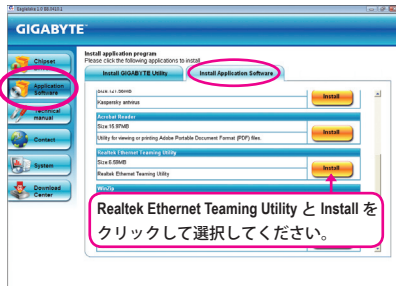 GIGABYTE™
Install application program
Please click the following applications to install
Install GIGABYTE Utility
Install Application Software
Chipset
Application
Software
Technical
manual
Contact
System
Download
Center
Install
Kaspersky antivirus
Acrobat Reader
Size:15.87MB
Install
Utility for viewing or printing Adobe Portable Document Format (PDF) files.
Realtek Ethernet Teaming Utility
Size:6.58MB
Install
Realtek Ethernet Teaming Utility
WinZip
Realtek Ethernet Teaming Utility と Install を
クリックして選択してください。